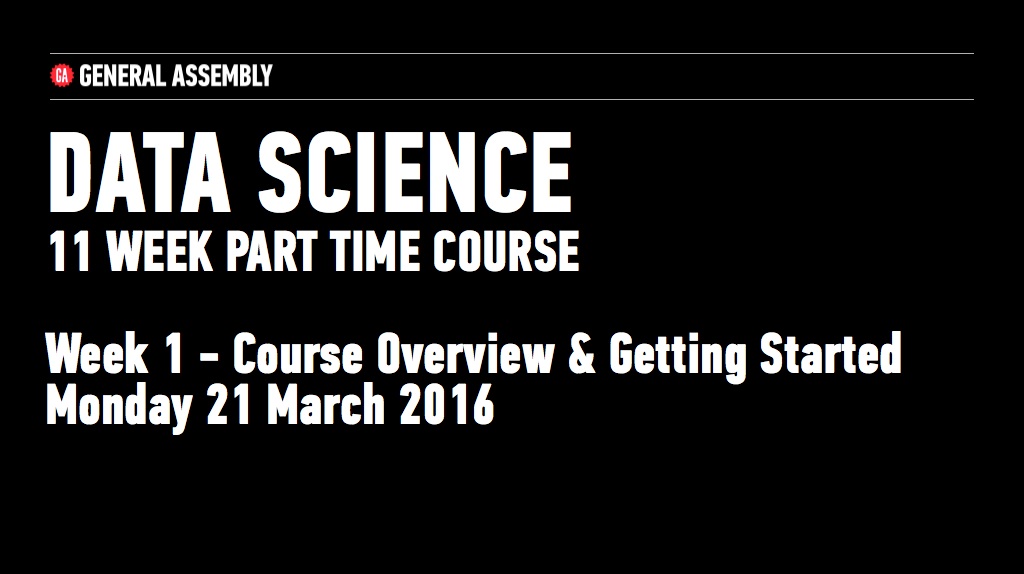 GA GENERAL ASSEMBLY
DATA SCIENCE
11 WEEK PART TIME COURSE
Week 1 – Course Overview & Getting Started
Monday 21 March 2016